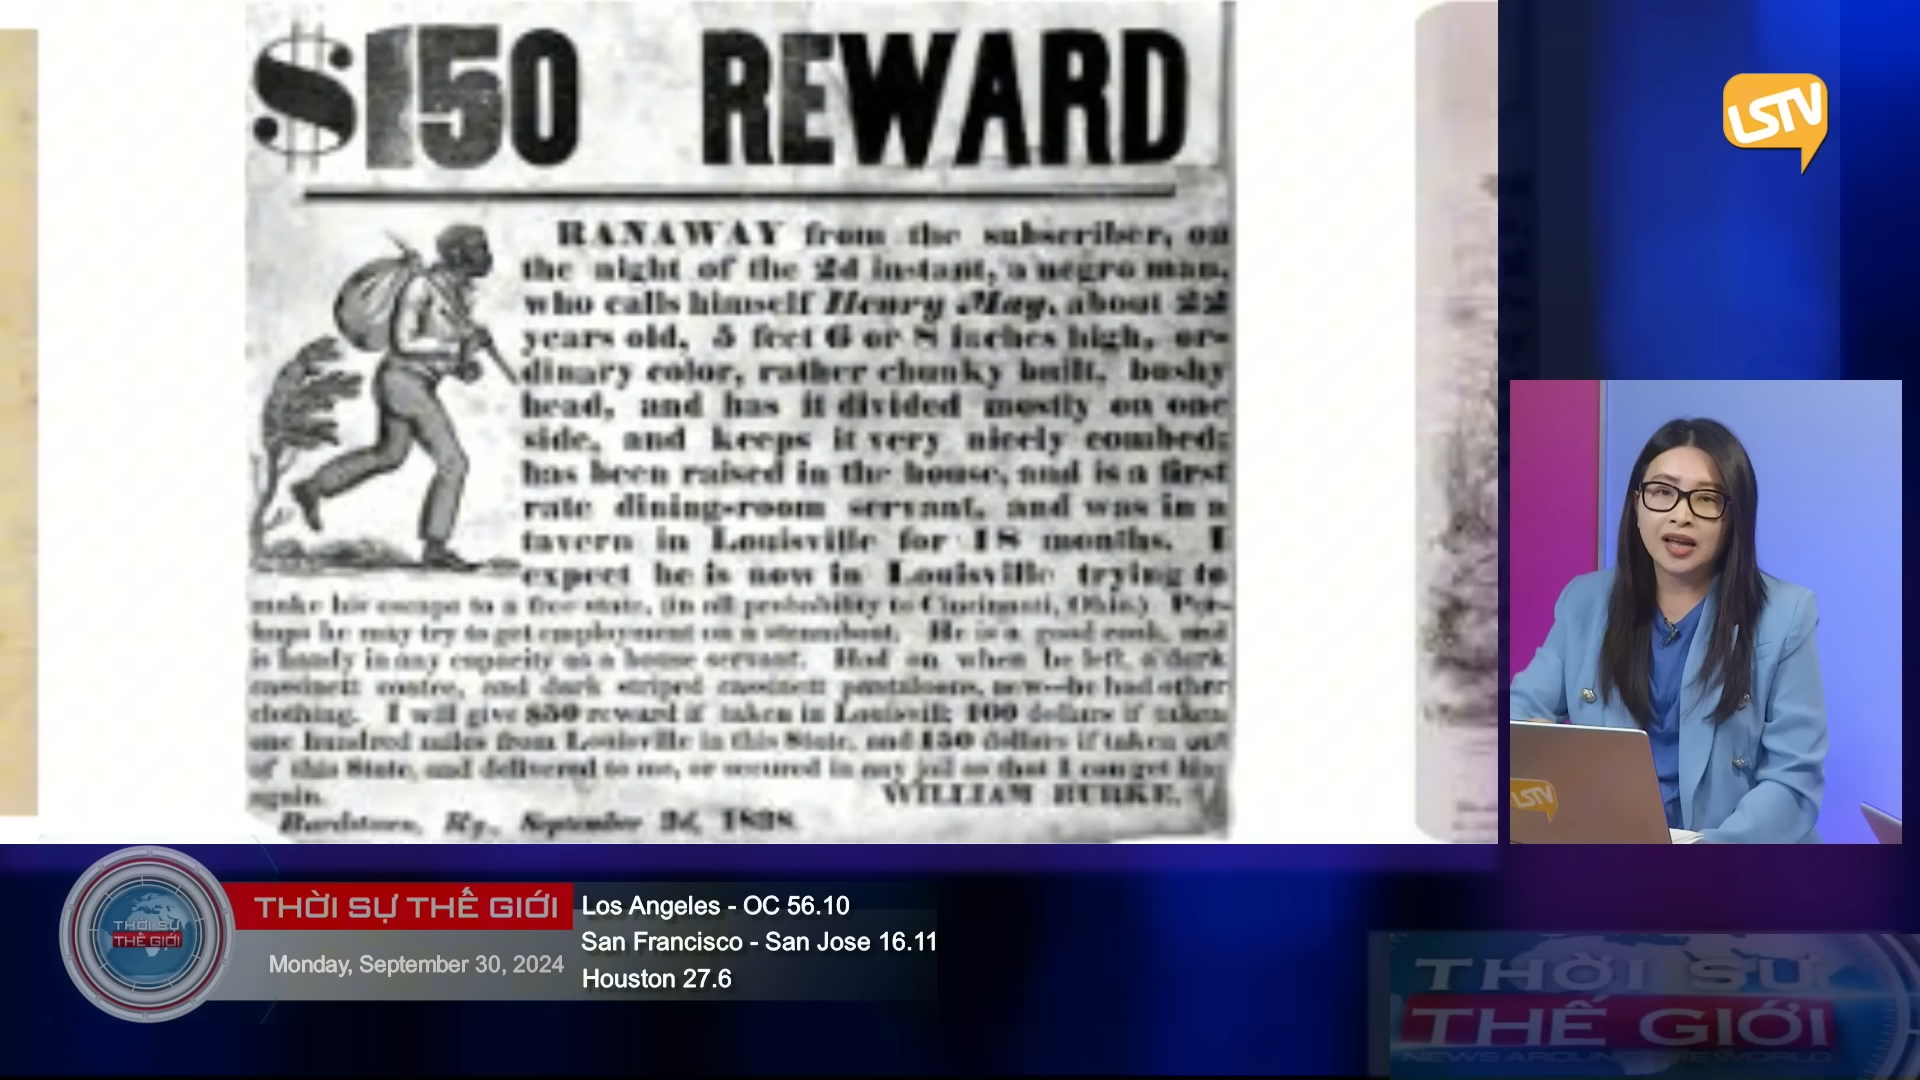 $150 REWARD
RANAWAY from the subscriber, on
the night of the 2d instant, a negro man,
who calls himself Henry May, about 22
years old, 5 feet 6 or 8 inches high, or-
dinary color, rather chunky built, bushy
head, and has it divided mostly on one
side, and keeps it very nicely combed;
has been raised in the house, and is a first
rate dining-room servant, and was in a
tavern in Louisville for 18 months. I
expect he is now in Louisville trying to
make his escape to a free state, (in all probability to Cincinnati, Ohio.) Per-
haps he may try to get employment on a steamboat. He is a good cook, and
is handy in any capacity as a house servant. Had on when he left, a dark
cassinett coatee, and dark striped cassinett pantaloons, new--he had other
clothing. I will give $50 reward if taken in Louisvill; 100 dollars if taken
one hundred miles from Louisville in this State, and 150 dollars if taken out
of this State, and delivered to me, or secured in any jail so that I can get him
again.
WILLIAM BURKE.
Bardstown, Ky., September 3d, 1838.
LSTV
LSTV
THỜI SỰ THẾ GIỚI
THỜI SỰ THẾ GIỚI
Monday, September 30, 2024
Los Angeles - OC 56.10
San Francisco - San Jose 16.11
Houston 27.6
THỜI SỰ
THẾ GIỚI
NEWS AROUND THE WORLD